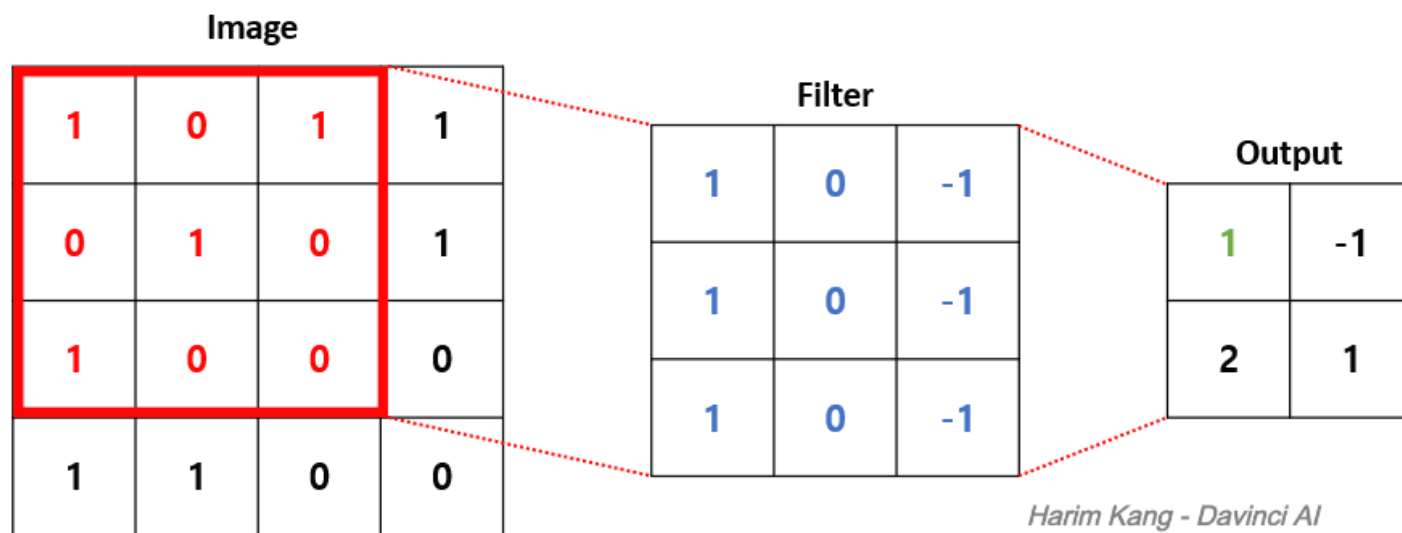 Image
1 0 1 1
0 1 0 1
1 0 0 0
1 1 0 0
Filter
1 0 -1
1 0 -1
1 0 -1
Output
1 -1
2 1
Harim Kang - Davinci AI